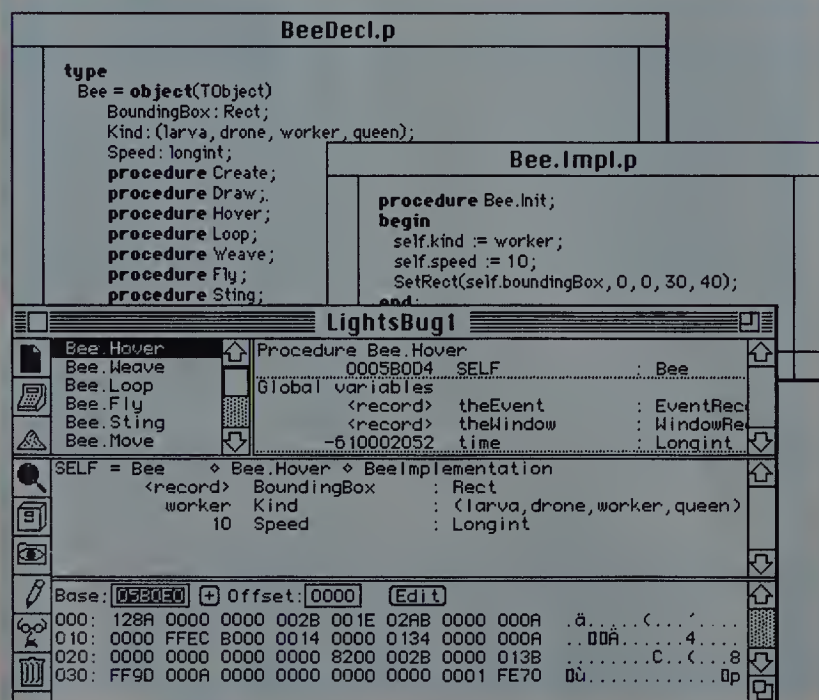 BeeDecl.p
type
Bee = object(TObject)
BoundingBox: Rect;
Kind: (larva, drone, worker, queen);
Speed: longint;
procedure Create;
procedure Draw;
procedure Hover;
procedure Loop;
procedure Weave;
procedure Fly;
procedure Sting;
Bee.Impl.p
procedure Bee.Init;
begin
self.kind := worker;
self.speed := 10;
SetRect(self.boundingBox, 0, 0, 30, 40);
end;
LightsBug1
Bee.Hover
Bee.Weave
Bee.Loop
Bee.Fly
Bee.Sting
Bee.Move
Procedure Bee.Hover
0005B0D4 SELF : Bee
Global variables
<record> theEvent : EventRec
<record> theWindow : WindowRe
-610002052 time : Longint
SELF = Bee ⋄ Bee.Hover ⋄ BeeImplementation
<record> BoundingBox : Rect
worker Kind : (larva,drone,worker,queen)
10 Speed : Longint
Base: 05B0E0 + Offset: 0000 Edit
000: 128A 0000 0000 002B 001E 02AB 0000 000A .ä.....(...´....
010: 0000 FFEC B000 0014 0000 0134 0000 000A ..▯▯Ä......4....
020: 0000 0000 0000 0000 8200 002B 0000 013B ........C..(...8
030: FF9D 000A 0000 0000 0000 0000 0001 FE70 ▯ù............▯p